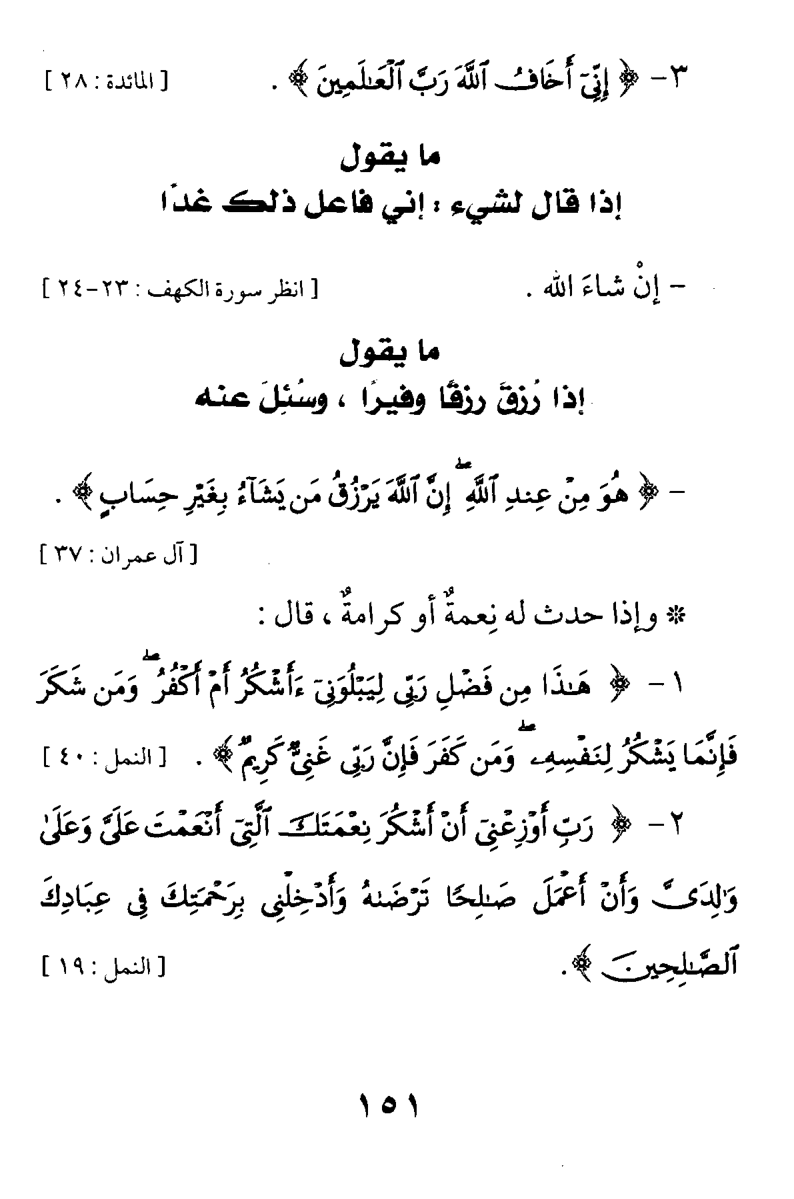 ٣- ﴿ إِنِّيٓ أَخَافُ ٱللَّهَ رَبَّ ٱلْعَـٰلَمِينَ ﴾ . [ المائدة : ٢٨ ]
ما يقول
إذا قال لشيء : إني فاعل ذلك غدًا
- إنْ شاءَ الله . [ انظر سورة الكهف : ٢٣-٢٤ ]
ما يقول
إذا رُزقَ رزقًا وفيرًا ، وسُئِلَ عنه
- ﴿ هُوَ مِنْ عِندِ ٱللَّهِ ۖ إِنَّ ٱللَّهَ يَرْزُقُ مَن يَشَآءُ بِغَيْرِ حِسَابٍ ﴾ .
[ آل عمران : ٣٧ ]
* وإذا حدث له نِعمةٌ أو كرامةٌ ، قال :
١- ﴿ هَـٰذَا مِن فَضْلِ رَبِّى لِيَبْلُوَنِىٓ ءَأَشْكُرُ أَمْ أَكْفُرُ ۖ وَمَن شَكَرَ
فَإِنَّمَا يَشْكُرُ لِنَفْسِهِۦ ۖ وَمَن كَفَرَ فَإِنَّ رَبِّى غَنِىٌّ كَرِيمٌ ﴾ . [ النمل : ٤٠ ]
٢- ﴿ رَبِّ أَوْزِعْنِىٓ أَنْ أَشْكُرَ نِعْمَتَكَ ٱلَّتِىٓ أَنْعَمْتَ عَلَىَّ وَعَلَىٰ
وَٰلِدَىَّ وَأَنْ أَعْمَلَ صَـٰلِحًا تَرْضَىٰهُ وَأَدْخِلْنِى بِرَحْمَتِكَ فِى عِبَادِكَ
ٱلصَّـٰلِحِينَ ﴾ . [ النمل : ١٩ ]
١٥١